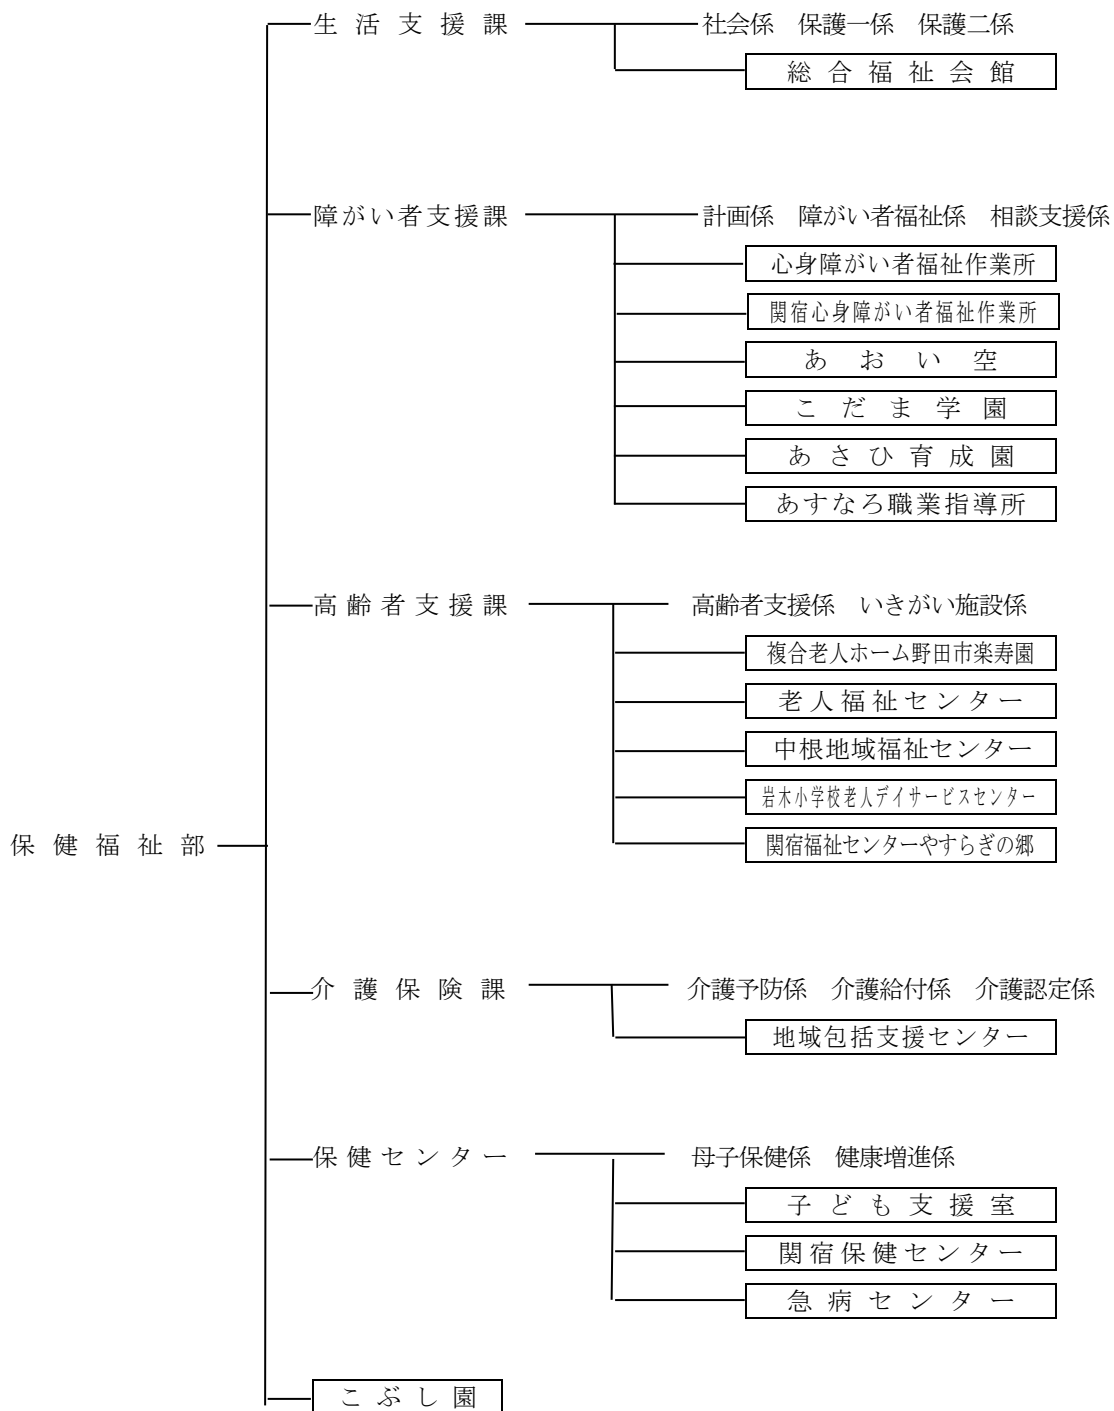 生活支援課 社会係 保護一係 保護二係
総合福祉会館
障がい者支援課 計画係 障がい者福祉係 相談支援係
心身障がい者福祉作業所
関宿心身障がい者福祉作業所
あおい空
こだま学園
あさひ育成園
あすなろ職業指導所
高齢者支援課 高齢者支援係 いきがい施設係
複合老人ホーム野田市楽寿園
老人福祉センター
中根地域福祉センター
岩木小学校老人デイサービスセンター
保健福祉部 関宿福祉センターやすらぎの郷
介護保険課 介護予防係 介護給付係 介護認定係
地域包括支援センター
保健センター 母子保健係 健康増進係
子ども支援室
関宿保健センター
急病センター
こぶし園